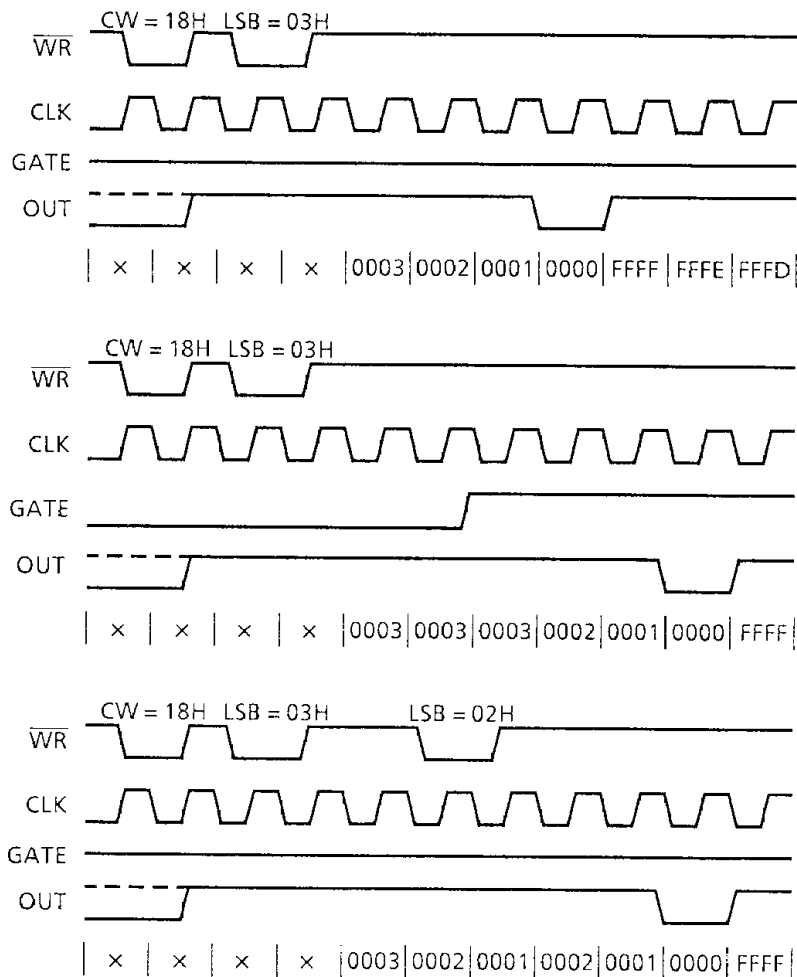 CW = 18H LSB = 03H
WR
CLK
GATE
OUT
× × × × 0003 0002 0001 0000 FFFF FFFE FFFD
CW = 18H LSB = 03H
WR
CLK
GATE
OUT
× × × × 0003 0003 0003 0002 0001 0000 FFFF
CW = 18H LSB = 03H LSB = 02H
WR
CLK
GATE
OUT
× × × × 0003 0002 0001 0002 0001 0000 FFFF